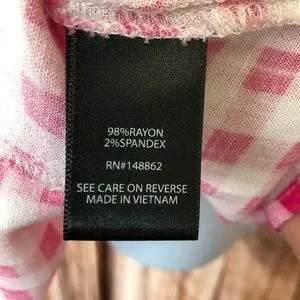 98%RAYON
2%SPANDEX
RN#148862
SEE CARE ON REVERSE
MADE IN VIETNAM